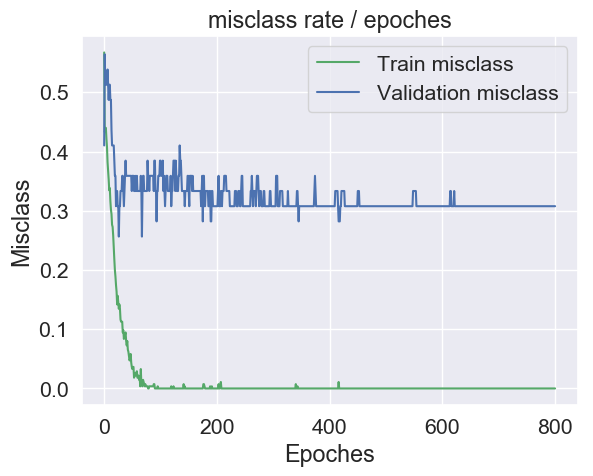 misclass rate / epoches
Train misclass
Validation misclass
Misclass
0.5
0.4
0.3
0.2
0.1
0.0
0
200
400
600
800
Epoches